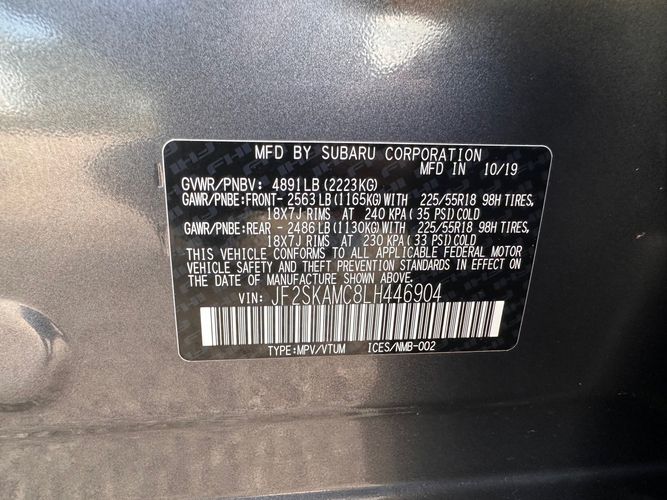 MFD BY SUBARU CORPORATION
MFD IN 10/19
GVWR/PNBV: 4891LB(2223KG)
GAWR/PNBE:FRONT- 2563LB(1165KG)WITH 225/55R18 98H TIRES
18X7J RIMS AT 240 KPA(35 PSI)COLD
GAWR/PNBE:REAR - 2486LB(1130KG)WITH 225/55R18 98H TIRES
18X7J RIMS AT 230 KPA(33 PSI)COLD
THIS VEHICLE CONFORMS TO ALL APPLICABLE FEDERAL MOTOR
VEHICLE SAFETY AND THEFT PREVENTION STANDARDS IN EFFECT ON
THE DATE OF MANUFACTURE SHOWN ABOVE.
VIN: JF2SKAMC8LH446904
TYPE:MPV/VTUM ICES/NMB-002